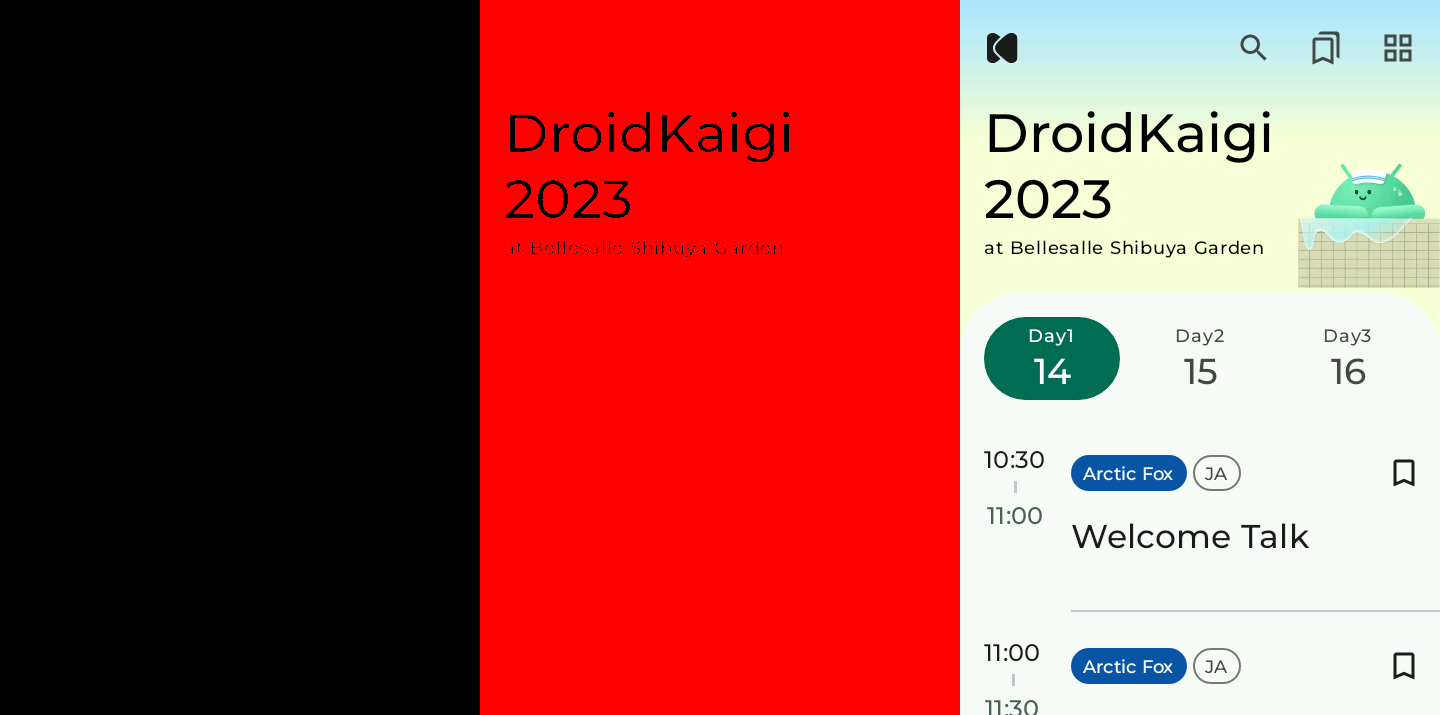 DroidKaigi
2023
at Bellesalle Shibuya Garden
DroidKaigi
2023
at Bellesalle Shibuya Garden
Day1
14
Day2
15
Day3
16
10:30
11:00
Arctic Fox
JA
Welcome Talk
11:00
11:30
Arctic Fox
JA